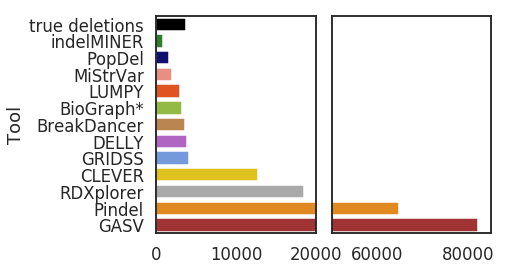 Tool
true deletions
indelMINER
PopDel
MiStrVar
LUMPY
BioGraph*
BreakDancer
DELLY
GRIDSS
CLEVER
RDXplorer
Pindel
GASV
0 10000 20000 60000 80000